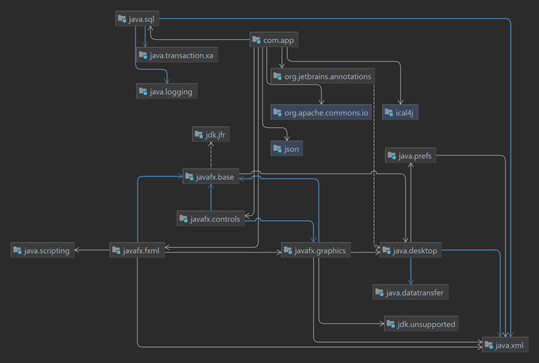 java.sql
com.app
java.transaction.xa
org.jetbrains.annotations
java.logging
org.apache.commons.io
ical4j
jdk.jfr
json
java.prefs
javafx.base
javafx.controls
java.scripting
javafx.fxml
javafx.graphics
java.desktop
java.datatransfer
jdk.unsupported
java.xml